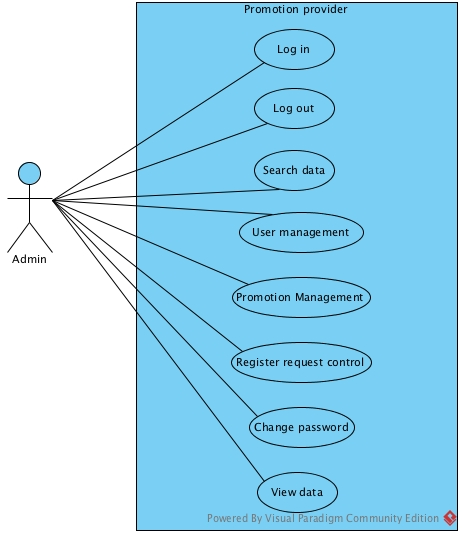 Promotion provider
Log in
Log out
Search data
User management
Promotion Management
Register request control
Change password
View data
Admin
Powered By Visual Paradigm Community Edition